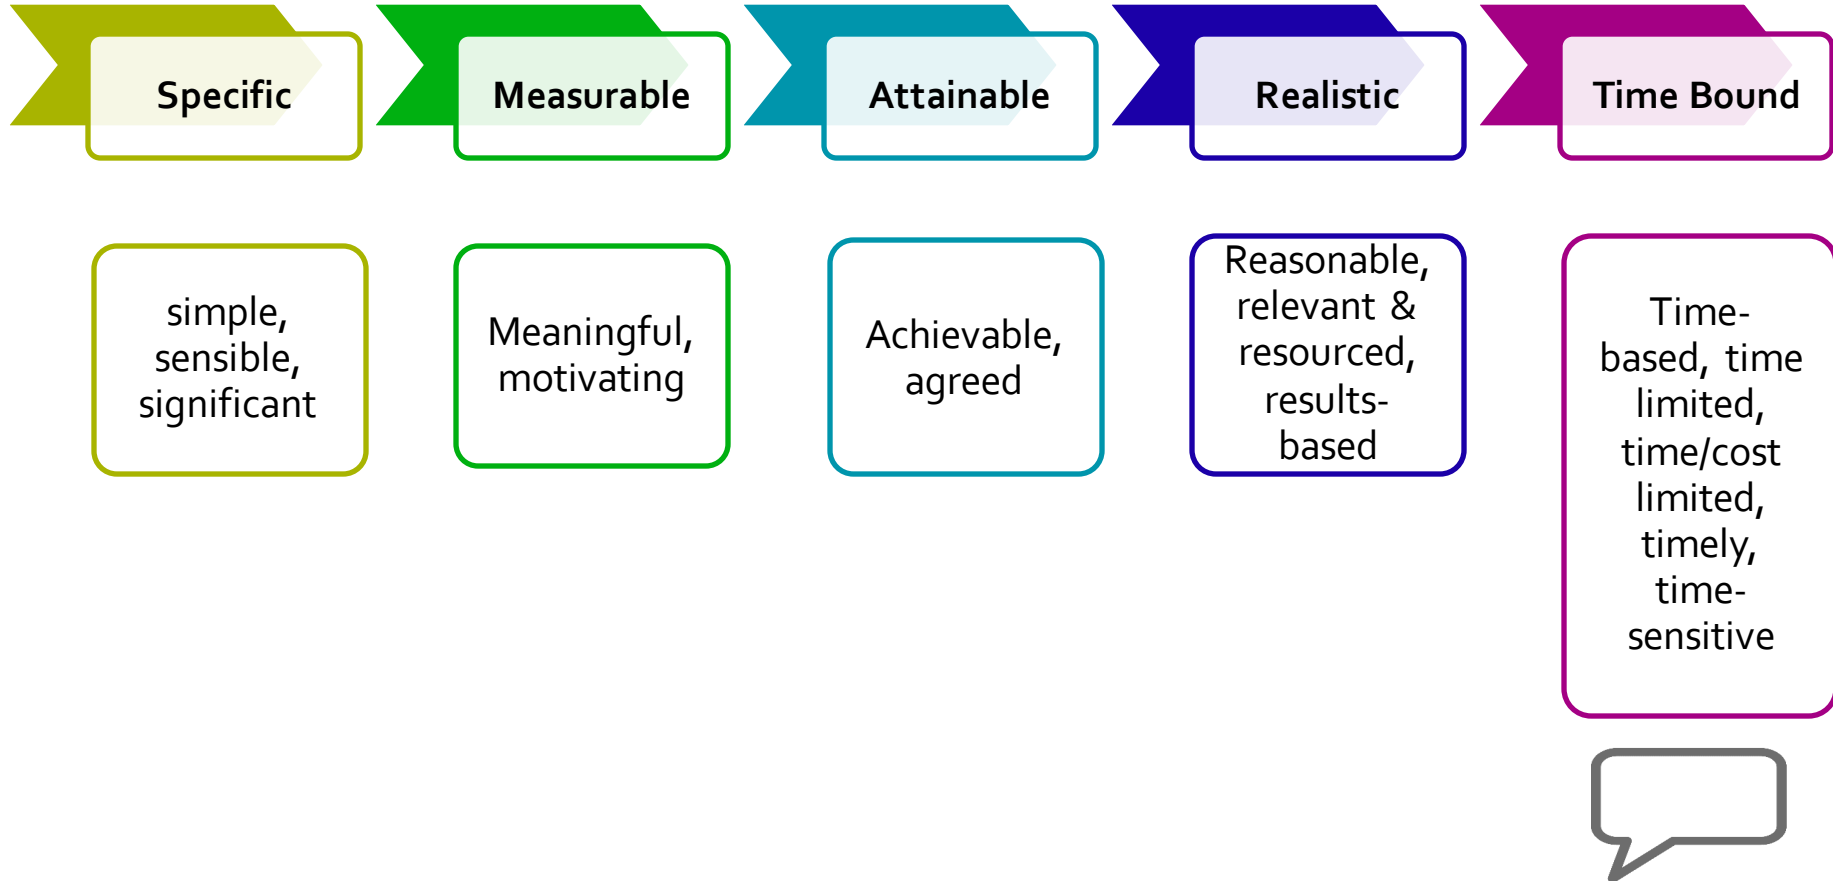 Specific
Measurable
Attainable
Realistic
Time Bound
simple,
sensible,
significant
Meaningful,
motivating
Achievable,
agreed
Reasonable,
relevant &
resourced,
results-
based
Time-
based, time
limited,
time/cost
limited,
timely,
time-
sensitive